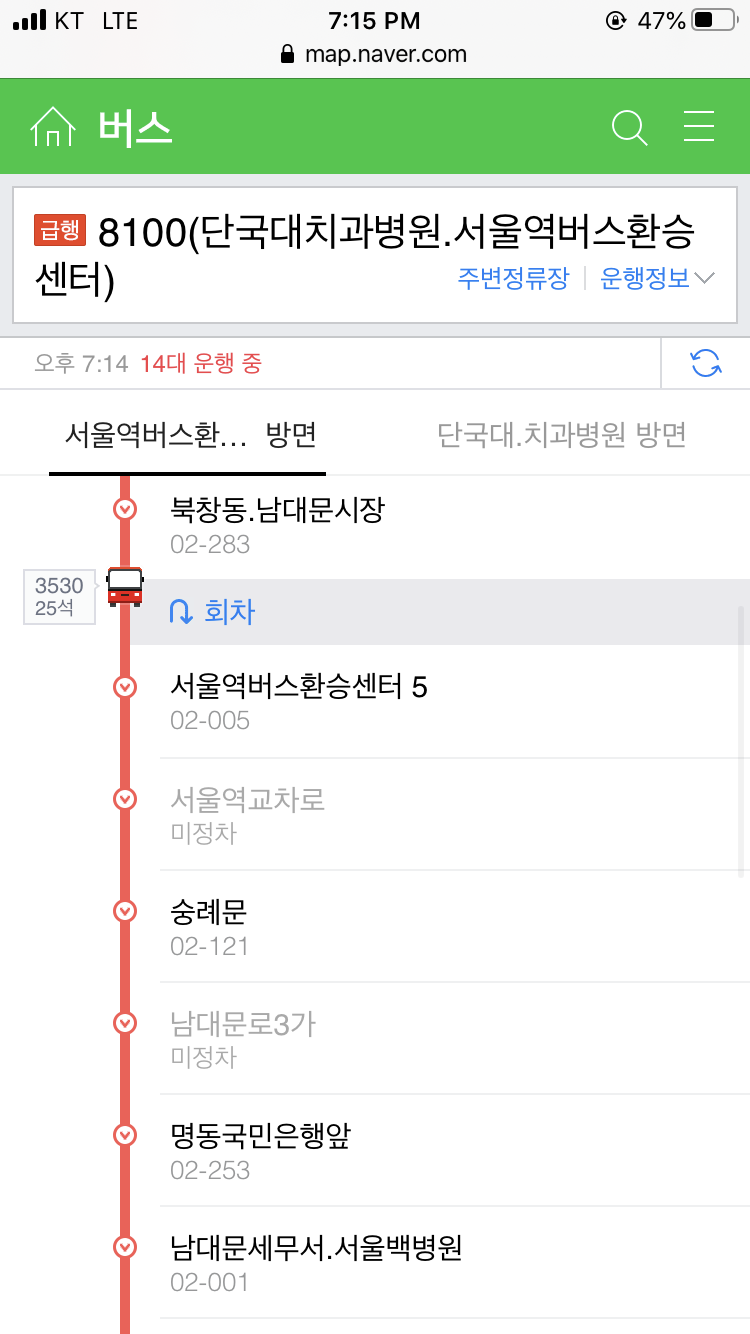 KT LTE 7:15 PM 47%
map.naver.com
버스
급행 8100(단국대치과병원.서울역버스환승
센터) 주변정류장 운행정보
오후 7:14 14대 운행 중
서울역버스환... 방면 단국대.치과병원 방면
북창동.남대문시장
02-283
3530
25석
회차
서울역버스환승센터 5
02-005
서울역교차로
미정차
숭례문
02-121
남대문로3가
미정차
명동국민은행앞
02-253
남대문세무서.서울백병원
02-001